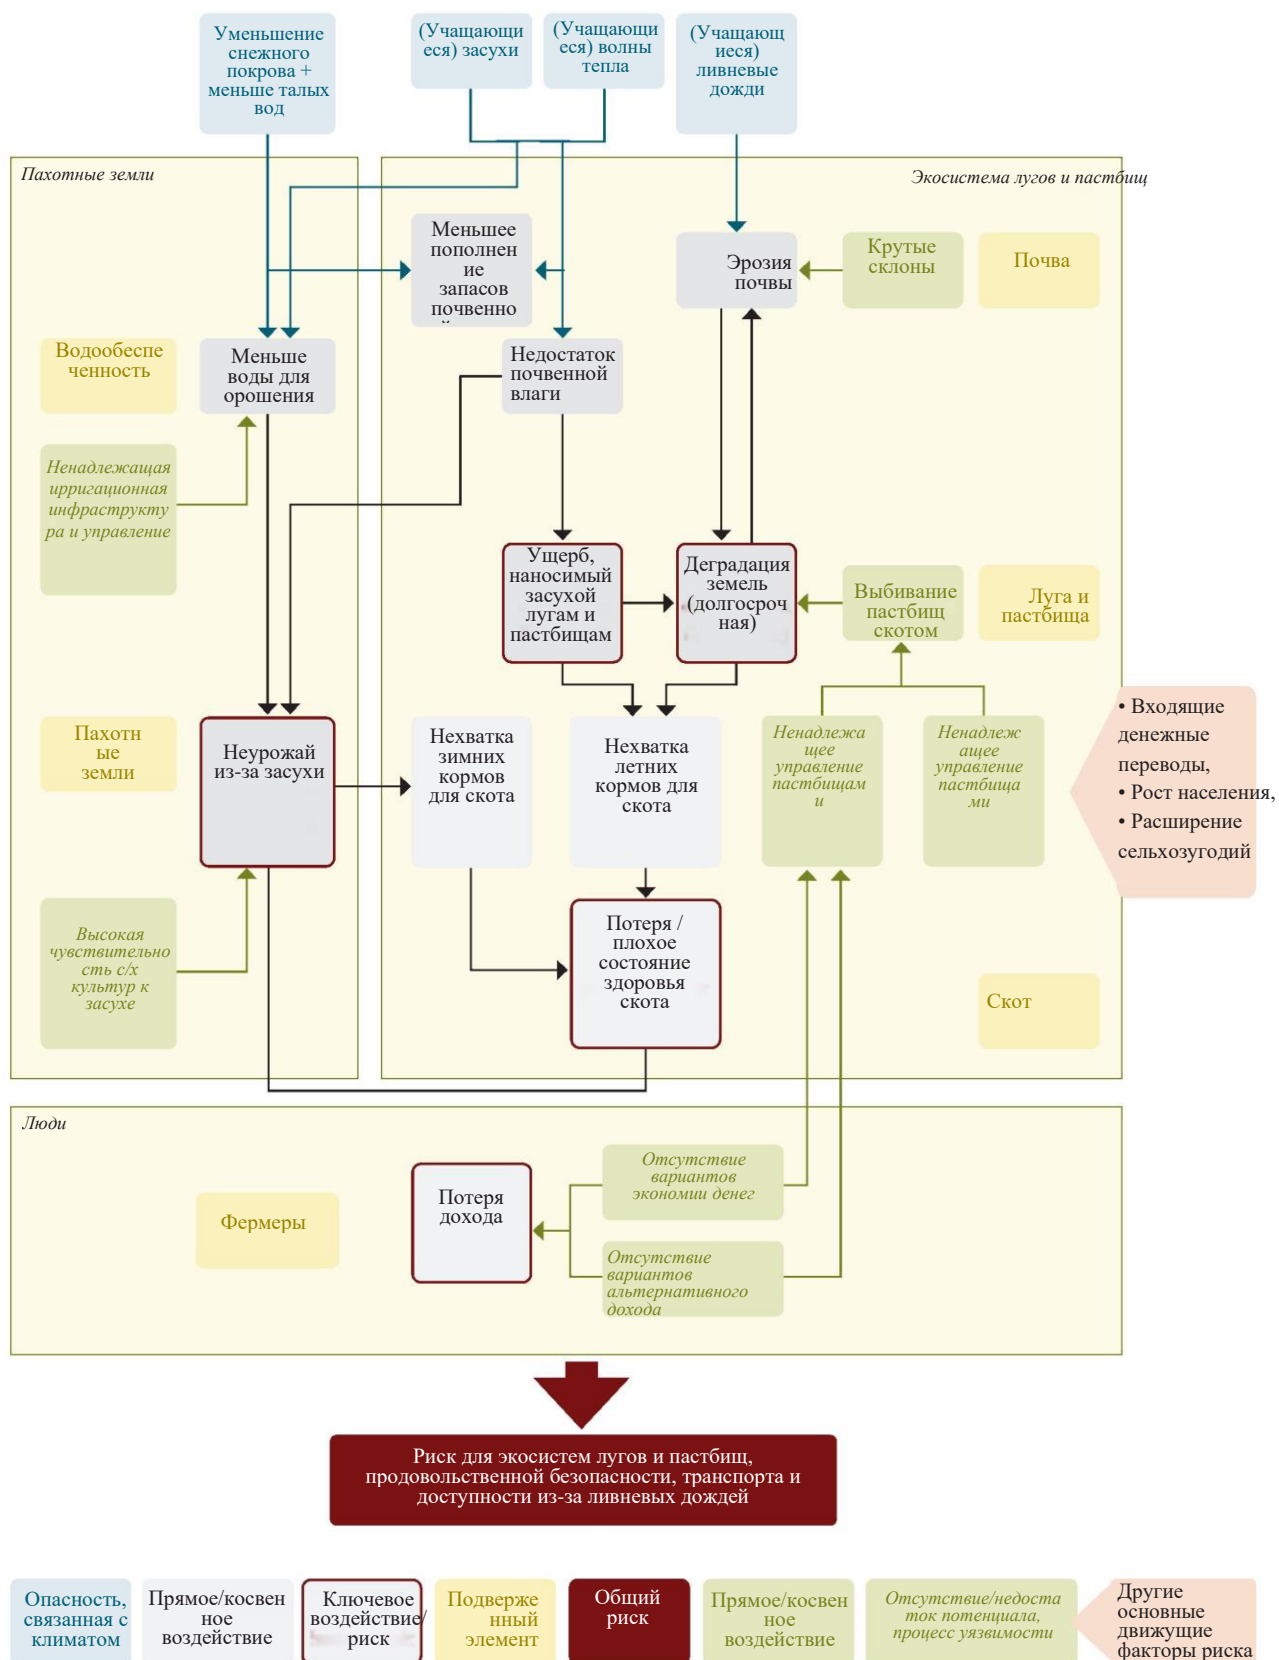 Уменьшение
снежного
покрова +
меньше талых
вод
(Учащающи
еся) засухи
(Учащающи
еся) волны
тепла
(Учащающ
иеся)
ливневые
дожди
Пахотные земли
Экосистема лугов и пастбищ
Меньшее
пополнен
ие
запасов
почвенно
Эрозия
почвы
Крутые
склоны
Почва
Водообеспе
ченность
Меньше
воды для
орошения
Недостаток
почвенной
влаги
Ненадлежащая
ирригационная
инфраструкту
ра и управление
Ущерб,
наносимый
засухой
лугам и
пастбищам
Деградация
земель
(долгосроч
ная)
Выбивание
пастбищ
скотом
Луга и
пастбища
Пахотн
ые
земли
Неурожай
из-за засухи
Нехватка
зимних
кормов
для скота
Нехватка
летних
кормов для
скота
Ненадлежа
щее
управление
пастбищам
и
Ненадлеж
ащее
управление
пастбища
ми
• Входящие
денежные
переводы,
• Рост населения,
• Расширение
сельхозугодий
Высокая
чувствительно
сть с/х
культур к
засухе
Потеря /
плохое
состояние
здоровья
скота
Скот
Люди
Фермеры
Потеря
дохода
Отсутствие
вариантов
экономии денег
Отсутствие
вариантов
альтернативного
дохода
Риск для экосистем лугов и пастбищ,
продовольственной безопасности, транспорта и
доступности из-за ливневых дождей
Опасность,
связанная с
климатом
Прямое/косвен
ное
воздействие
Ключевое
воздействие/
риск
Подверже
нный
элемент
Общий
риск
Прямое/косвен
ное
воздействие
Отсутствие/недоста
ток потенциала,
процесс уязвимости
Другие
основные
движущие
факторы риска